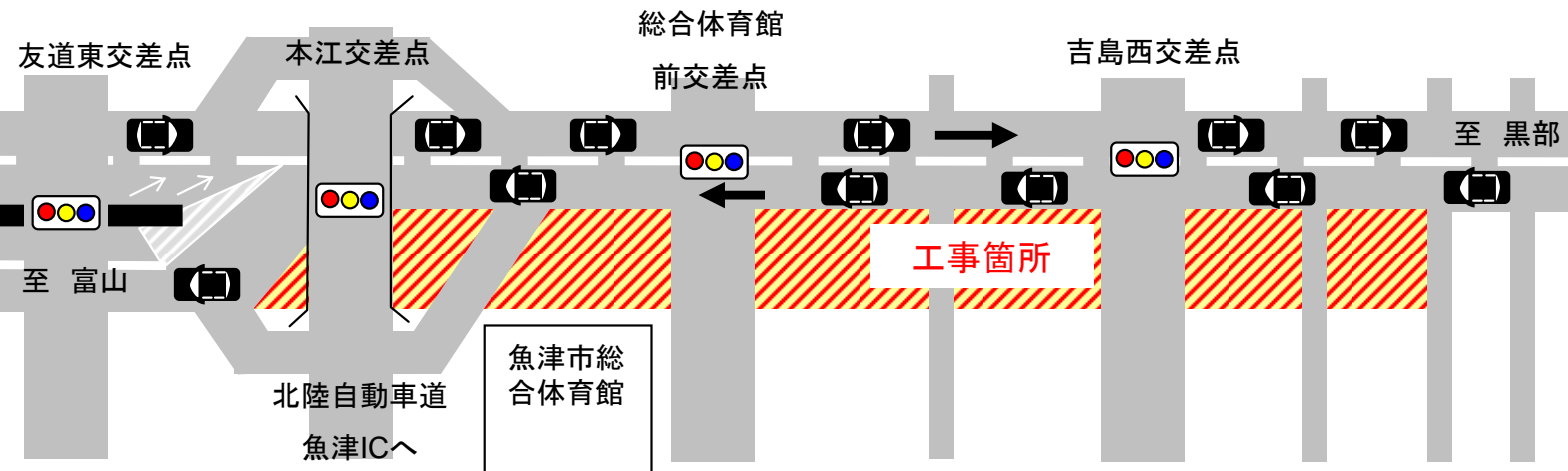 総合体育館
前交差点
友道東交差点
本江交差点
吉島西交差点
至 黒部
工事箇所
至 富山
魚津市総
合体育館
北陸自動車道
魚津ICへ